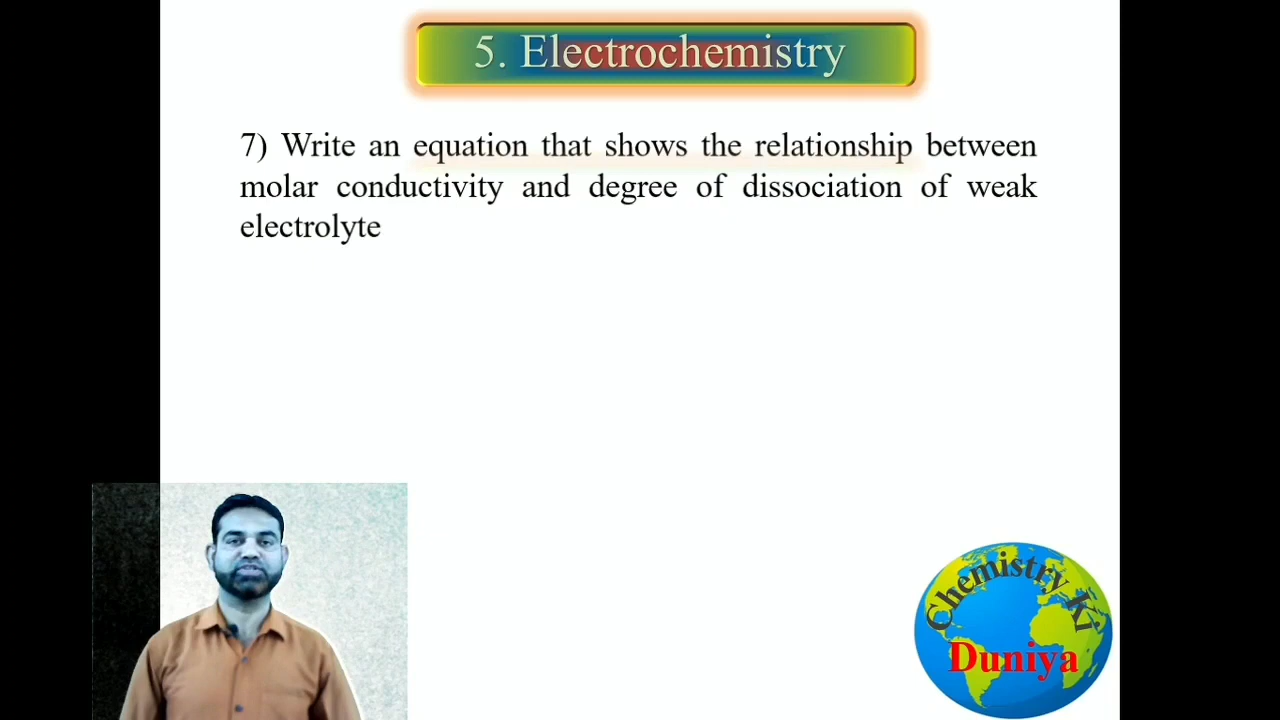 5. Electrochemistry
7) Write an equation that shows the relationship between
molar conductivity and degree of dissociation of weak
electrolyte
Chemistry Ki
Duniya